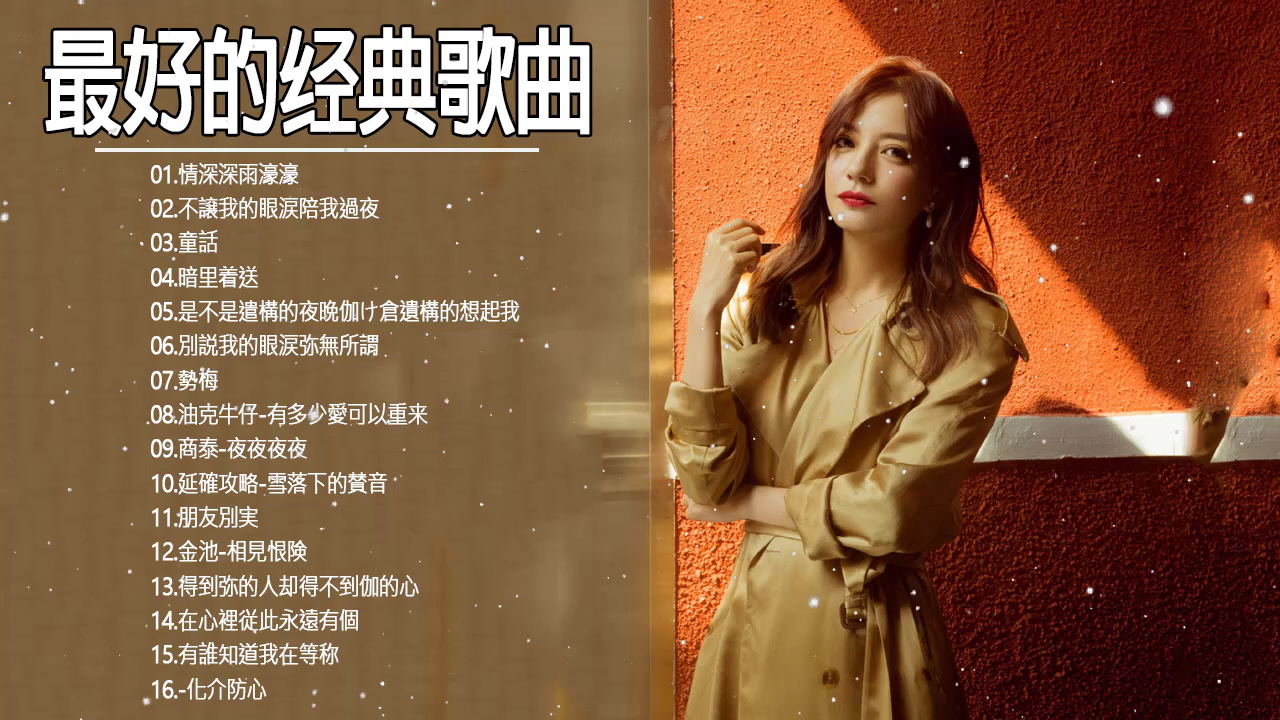 最好的经典歌曲
01.情深深雨濠濠
02.不譲我的眼淚陪我過夜
03.童話
04.暗里着送
05.是不是遣構的夜晚伽け倉遺構的想起我
06.別説我的眼淚弥無所謂
07.勢梅
08.油克牛仔-有多少愛可以重来
09.商泰-夜夜夜夜
10.延確攻略-雪落下的賛音
11.朋友別実
12.金池-相見恨険
13.得到弥的人却得不到伽的心
14.在心裡従此永遠有個
15.有誰知道我在等称
16.-化介防心